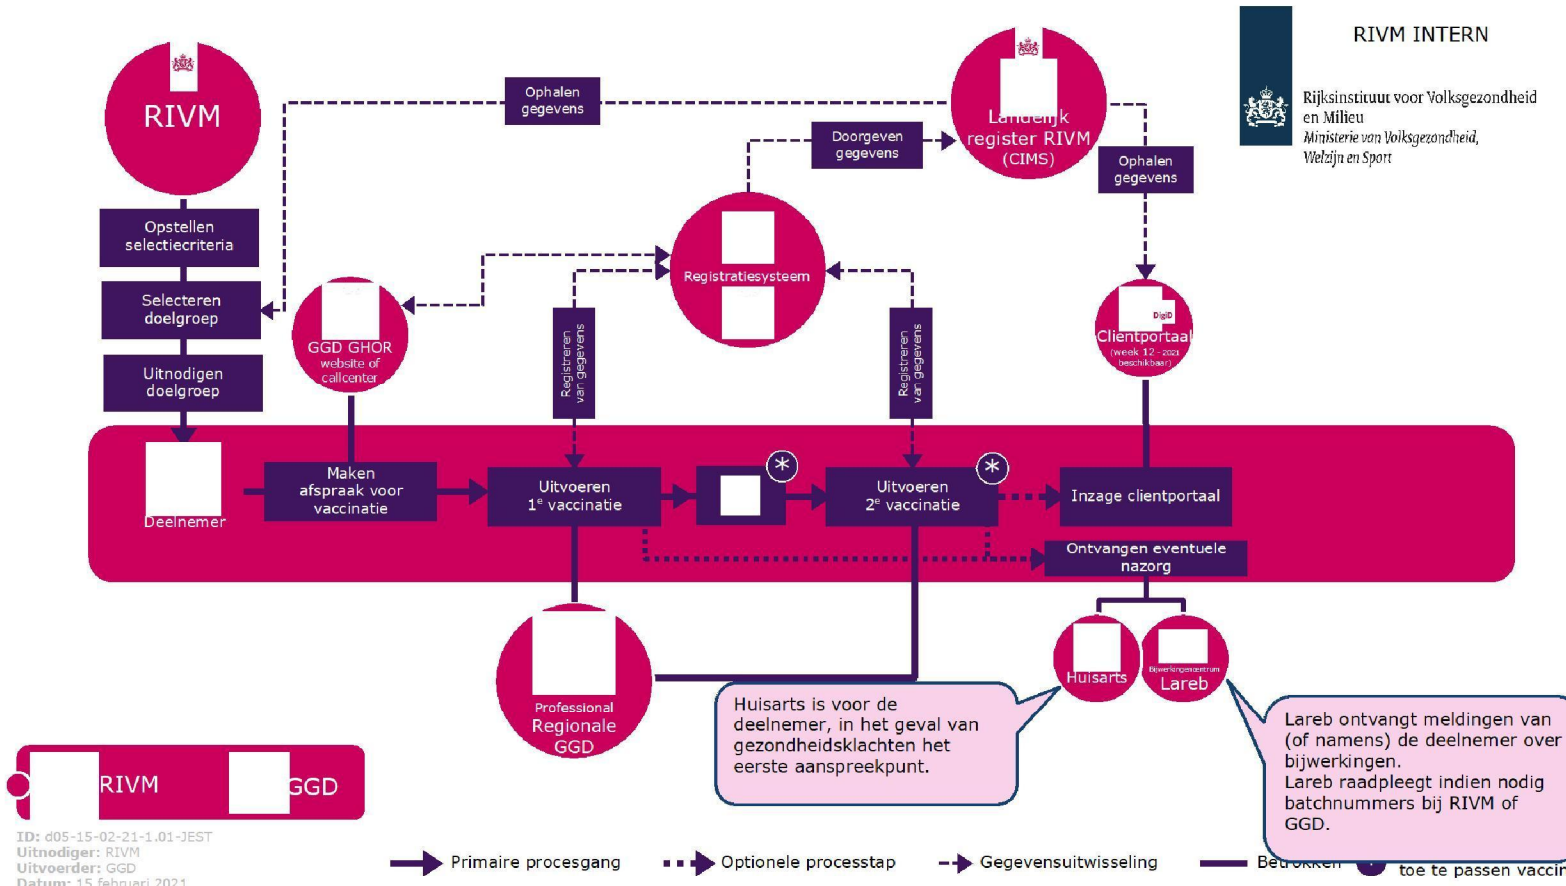 RIVM INTERN
Rijksinstituut voor Volksgezondheid
en Milieu
Ministerie van Volksgezondheid,
Welzijn en Sport
RIVM
Ophalen
gegevens
Landelijk
register RIVM
(CIMS)
Doorgeven
gegevens
Ophalen
gegevens
Opstellen
selectiecriteria
Selecteren
doelgroep
Uitnodigen
doelgroep
Registratiesysteem
GGD GHOR
website of
callcenter
Registreren
van gegevens
Registreren
van gegevens
DigiD
Clientportaal
(week 12 - 2021
beschikbaar)
Deelnemer
Maken
afspraak voor
vaccinatie
Uitvoeren
1e vaccinatie
*
Uitvoeren
2e vaccinatie
*
Inzage clientportaal
Ontvangen eventuele
nazorg
Professional
Regionale
GGD
Huisarts
Bijwerkingencentrum
Lareb
Huisarts is voor de
deelnemer, in het geval van
gezondheidsklachten het
eerste aanspreekpunt.
Lareb ontvangt meldingen van
(of namens) de deelnemer over
bijwerkingen.
Lareb raadpleegt indien nodig
batchnummers bij RIVM of
GGD.
RIVM
GGD
ID: d05-15-02-21-1.01-JEST
Uitnodiger: RIVM
Uitvoerder: GGD
Datum: 15 februari 2021
Primaire procesgang
Optionele processtap
Gegevensuitwisseling
Betrokken
toe te passen vaccin